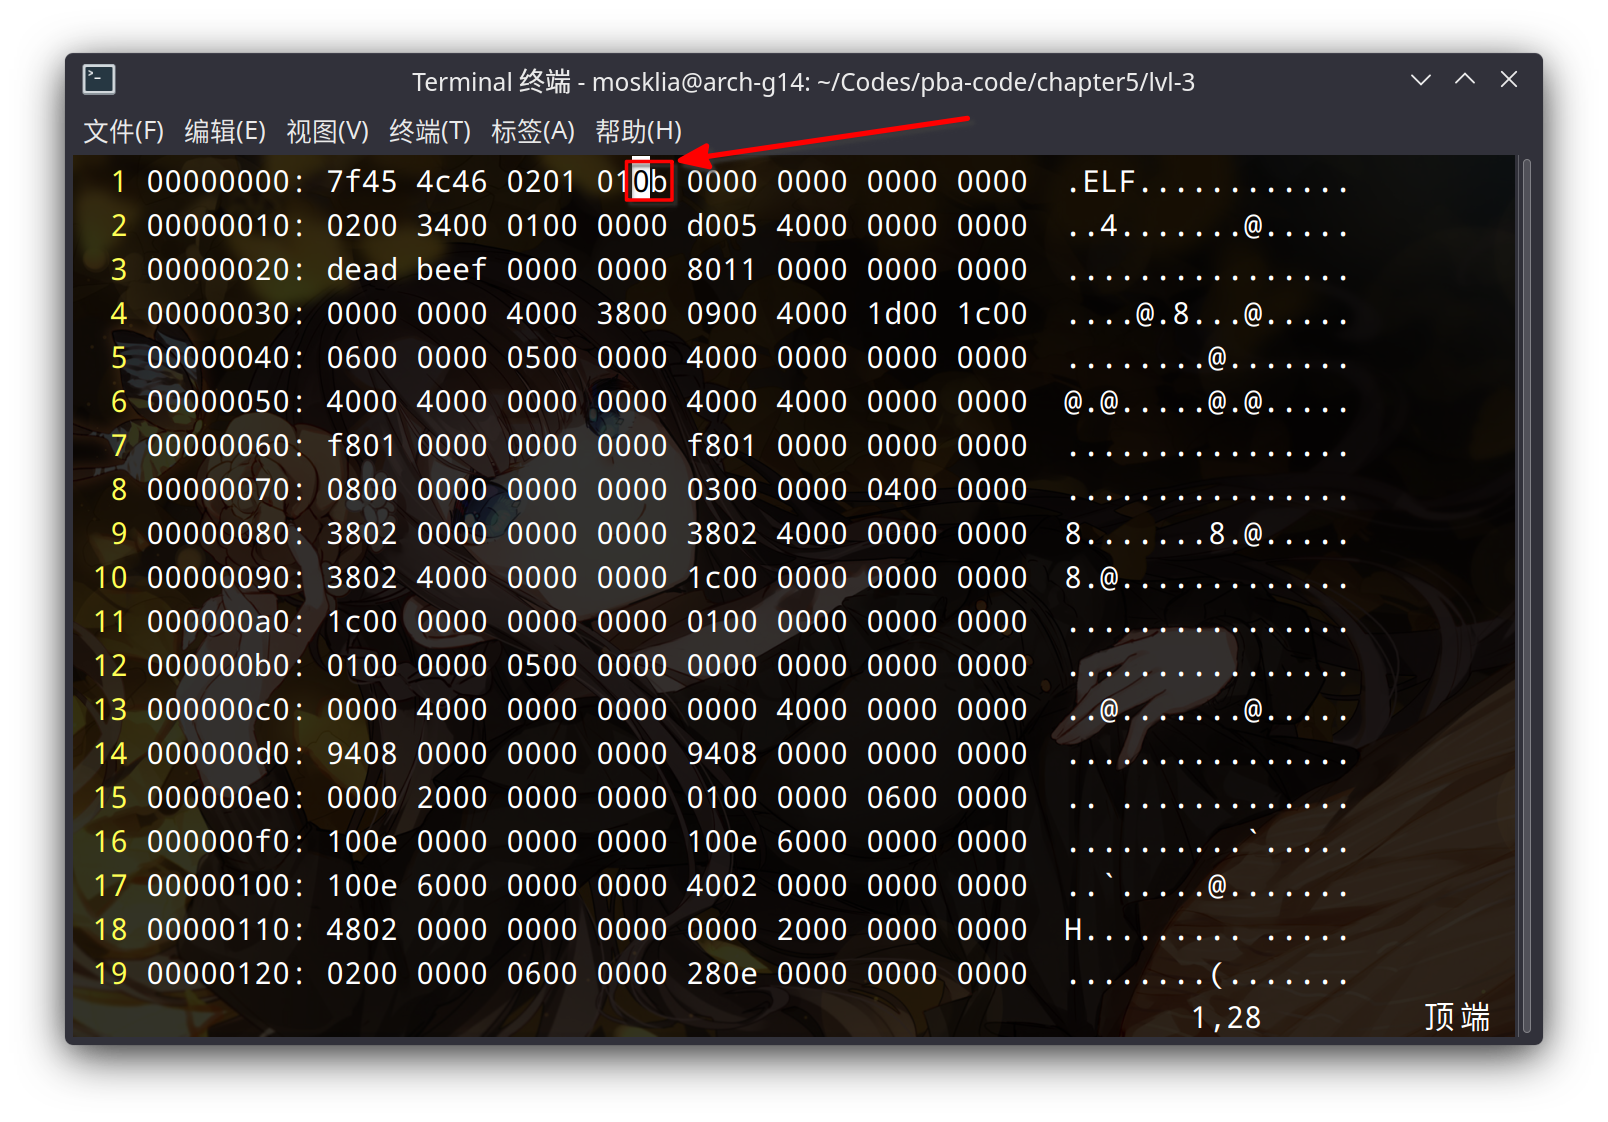 Terminal 终端 - mosklia@arch-g14: ~/Codes/pba-code/chapter5/lvl-3
文件(F) 编辑(E) 视图(V) 终端(T) 标签(A) 帮助(H)
1 00000000: 7f45 4c46 0201 010b 0000 0000 0000 0000  .ELF............
2 00000010: 0200 3400 0100 0000 d005 4000 0000 0000  ..4.......@.....
3 00000020: dead beef 0000 0000 8011 0000 0000 0000  ................
4 00000030: 0000 0000 4000 3800 0900 4000 1d00 1c00  ....@.8...@.....
5 00000040: 0600 0000 0500 0000 4000 0000 0000 0000  ........@.......
6 00000050: 4000 4000 0000 0000 4000 4000 0000 0000  @.@.....@.@.....
7 00000060: f801 0000 0000 0000 f801 0000 0000 0000  ................
8 00000070: 0800 0000 0000 0000 0300 0000 0400 0000  ................
9 00000080: 3802 0000 0000 0000 3802 4000 0000 0000  8.......8.@.....
10 00000090: 3802 4000 0000 0000 1c00 0000 0000 0000  8.@.............
11 000000a0: 1c00 0000 0000 0000 0100 0000 0000 0000  ................
12 000000b0: 0100 0000 0500 0000 0000 0000 0000 0000  ................
13 000000c0: 0000 4000 0000 0000 0000 4000 0000 0000  ..@.......@.....
14 000000d0: 9408 0000 0000 0000 9408 0000 0000 0000  ................
15 000000e0: 0000 2000 0000 0000 0100 0000 0600 0000  .. .............
16 000000f0: 100e 0000 0000 0000 100e 6000 0000 0000  ..........`.....
17 00000100: 100e 6000 0000 0000 4002 0000 0000 0000  ..`.....@.......
18 00000110: 4802 0000 0000 0000 0000 2000 0000 0000  H......... .....
19 00000120: 0200 0000 0600 0000 280e 0000 0000 0000  ........(.......
1,28 顶端